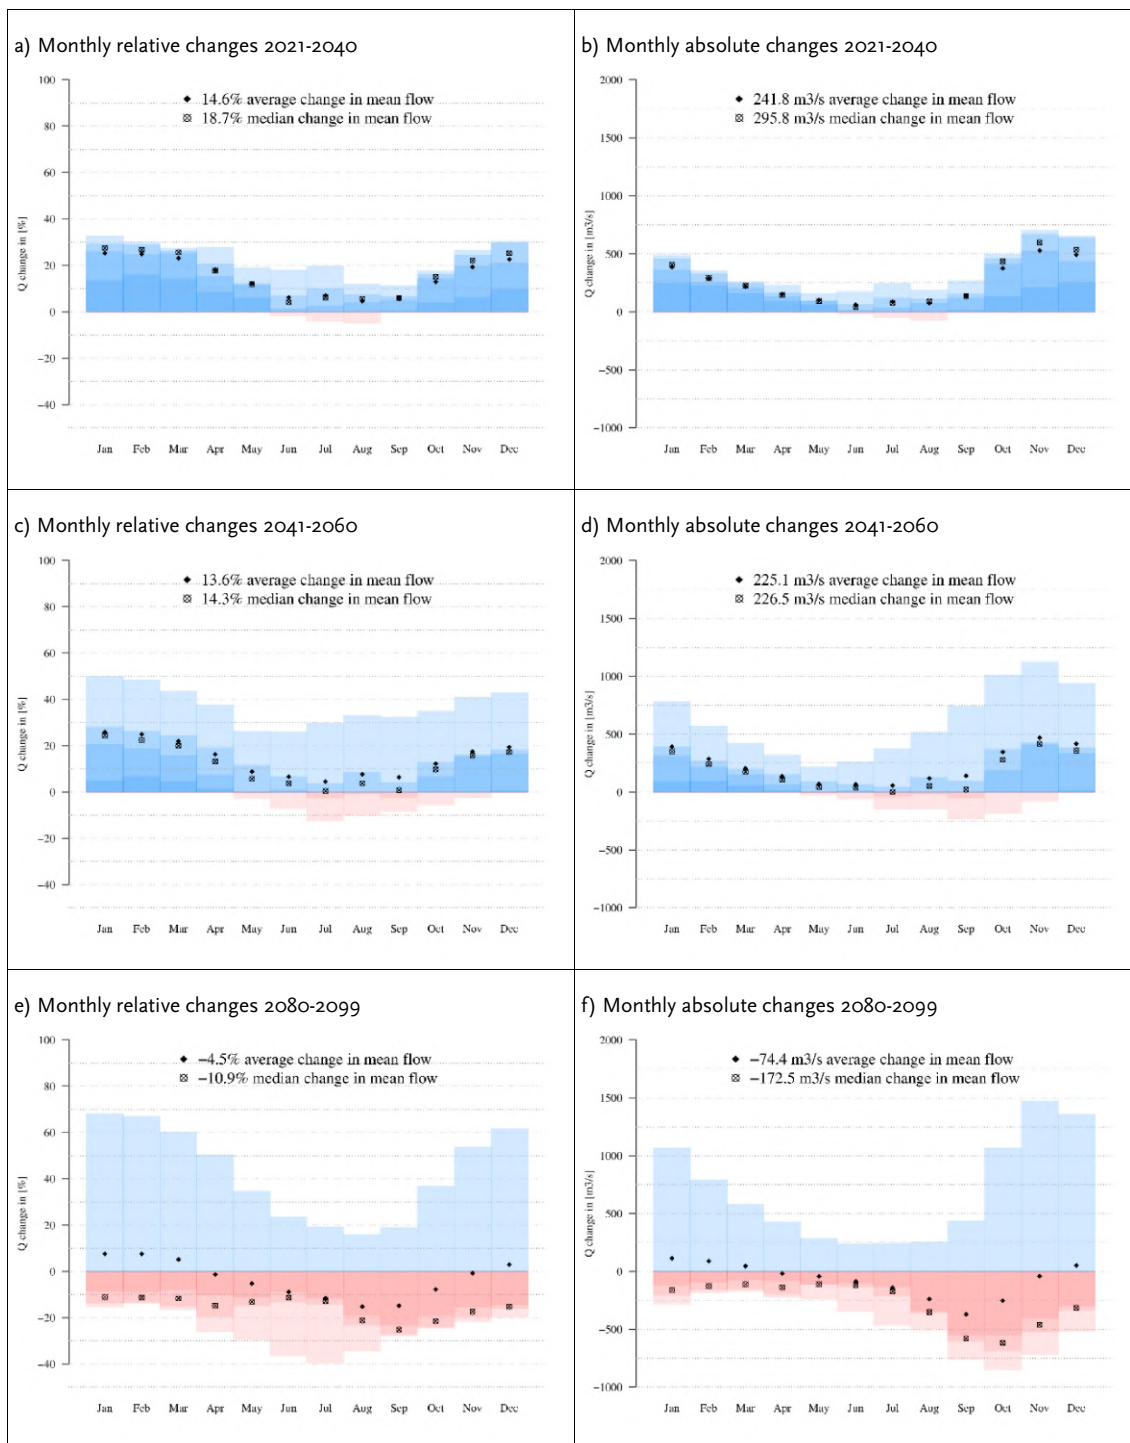 a) Monthly relative changes 2021-2040
100
80
60
40
20
0
−20
−40
Q change in [%]
14.6% average change in mean flow
18.7% median change in mean flow
Jan Feb Mar Apr May Jun Jul Aug Sep Oct Nov Dec
b) Monthly absolute changes 2021-2040
2000
1500
1000
500
0
−500
−1000
Q change in [m3/s]
241.8 m3/s average change in mean flow
295.8 m3/s median change in mean flow
Jan Feb Mar Apr May Jun Jul Aug Sep Oct Nov Dec
c) Monthly relative changes 2041-2060
100
80
60
40
20
0
−20
−40
Q change in [%]
13.6% average change in mean flow
14.3% median change in mean flow
Jan Feb Mar Apr May Jun Jul Aug Sep Oct Nov Dec
d) Monthly absolute changes 2041-2060
2000
1500
1000
500
0
−500
−1000
Q change in [m3/s]
225.1 m3/s average change in mean flow
226.5 m3/s median change in mean flow
Jan Feb Mar Apr May Jun Jul Aug Sep Oct Nov Dec
e) Monthly relative changes 2080-2099
100
80
60
40
20
0
−20
−40
Q change in [%]
−4.5% average change in mean flow
−10.9% median change in mean flow
Jan Feb Mar Apr May Jun Jul Aug Sep Oct Nov Dec
f) Monthly absolute changes 2080-2099
2000
1500
1000
500
0
−500
−1000
Q change in [m3/s]
−74.4 m3/s average change in mean flow
−172.5 m3/s median change in mean flow
Jan Feb Mar Apr May Jun Jul Aug Sep Oct Nov Dec